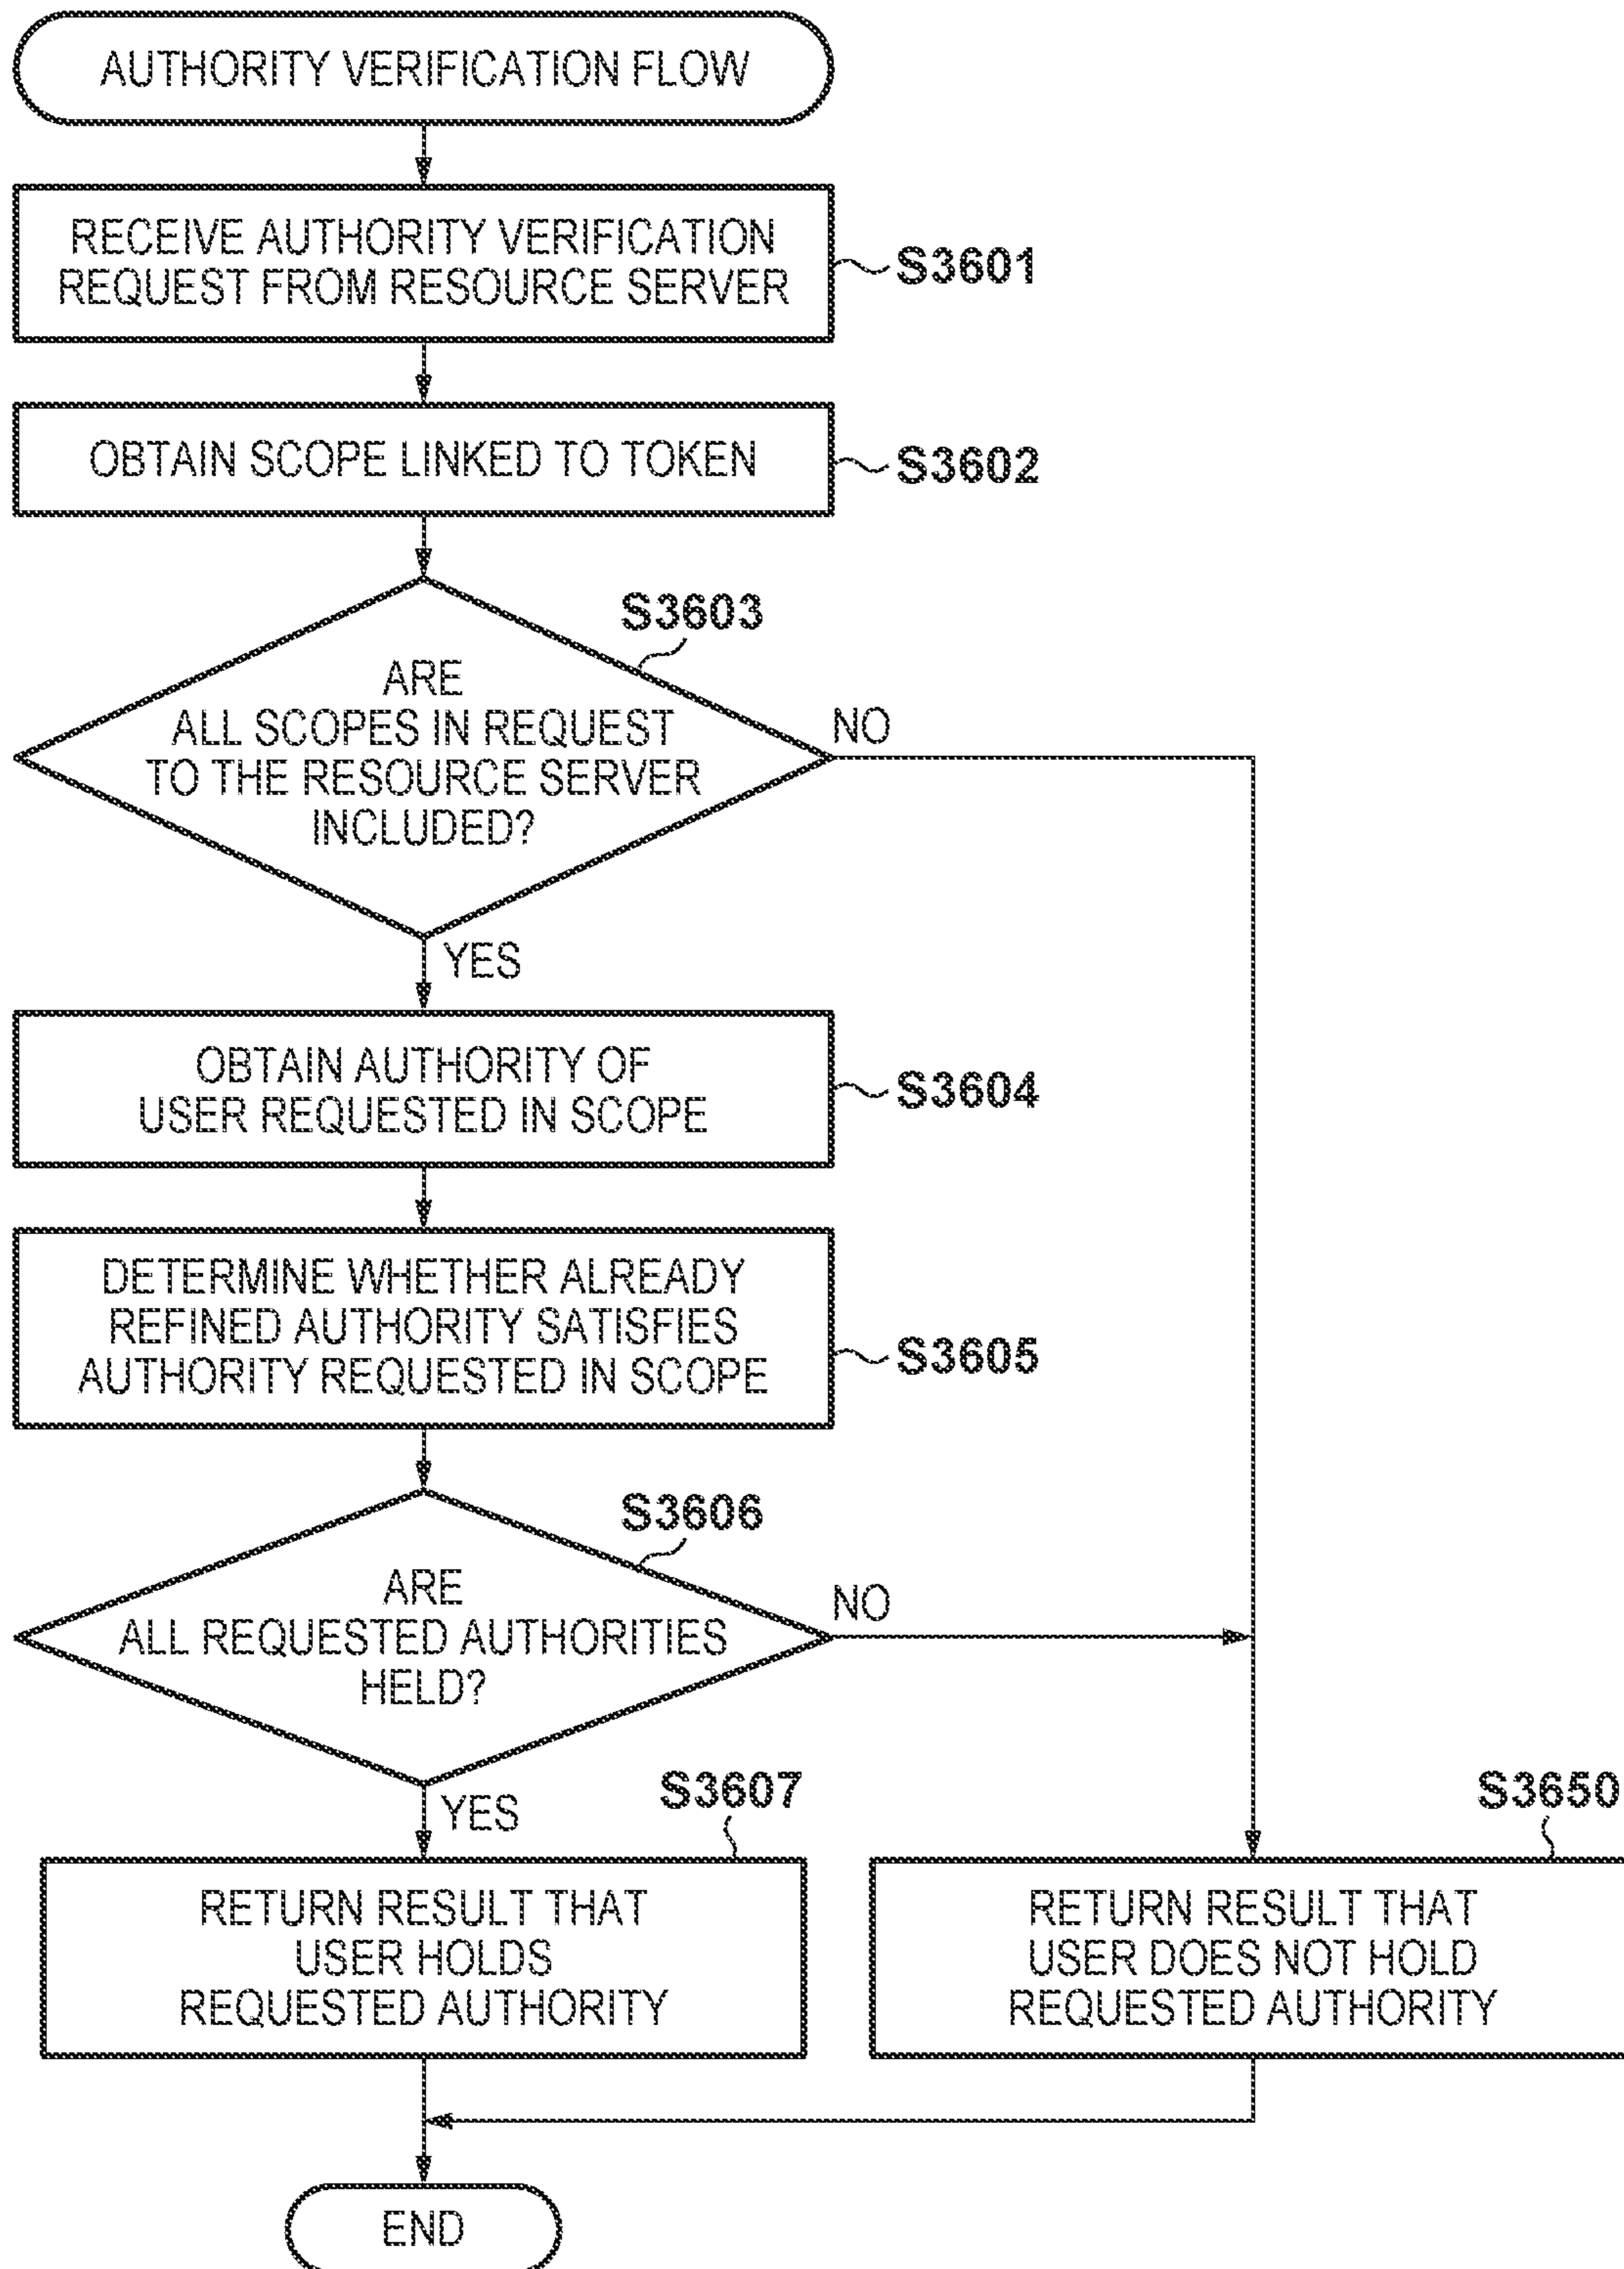 AUTHORITY VERIFICATION FLOW
RECEIVE AUTHORITY VERIFICATION
REQUEST FROM RESOURCE SERVER
S3601
OBTAIN SCOPE LINKED TO TOKEN
S3602
S3603
ARE
ALL SCOPES IN REQUEST
TO THE RESOURCE SERVER
INCLUDED?
NO
YES
OBTAIN AUTHORITY OF
USER REQUESTED IN SCOPE
S3604
DETERMINE WHETHER ALREADY
REFINED AUTHORITY SATISFIES
AUTHORITY REQUESTED IN SCOPE
S3605
S3606
ARE
ALL REQUESTED AUTHORITIES
HELD?
NO
YES
S3607
RETURN RESULT THAT
USER HOLDS
REQUESTED AUTHORITY
S3650
RETURN RESULT THAT
USER DOES NOT HOLD
REQUESTED AUTHORITY
END